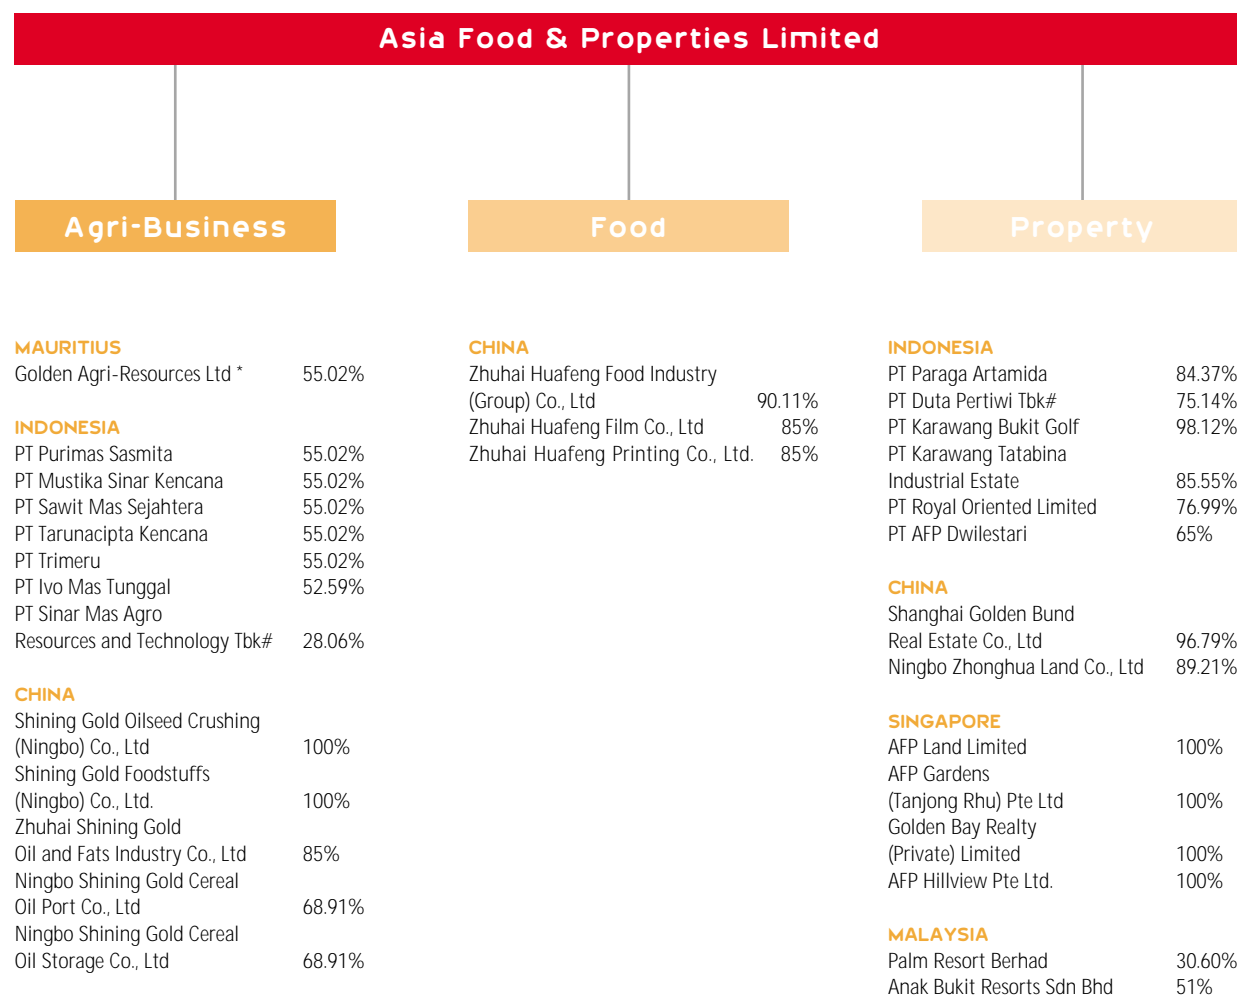 Asia Food & Properties Limited
Agri-Business
Food
Property
MAURITIUS
Golden Agri-Resources Ltd * 55.02%
INDONESIA
PT Purimas Sasmita 55.02%
PT Mustika Sinar Kencana 55.02%
PT Sawit Mas Sejahtera 55.02%
PT Tarunacipta Kencana 55.02%
PT Trimeru 55.02%
PT Ivo Mas Tunggal 52.59%
PT Sinar Mas Agro
Resources and Technology Tbk# 28.06%
CHINA
Shining Gold Oilseed Crushing
(Ningbo) Co., Ltd 100%
Shining Gold Foodstuffs
(Ningbo) Co., Ltd. 100%
Zhuhai Shining Gold
Oil and Fats Industry Co., Ltd 85%
Ningbo Shining Gold Cereal
Oil Port Co., Ltd 68.91%
Ningbo Shining Gold Cereal
Oil Storage Co., Ltd 68.91%
CHINA
Zhuhai Huafeng Food Industry
(Group) Co., Ltd 90.11%
Zhuhai Huafeng Film Co., Ltd 85%
Zhuhai Huafeng Printing Co., Ltd. 85%
INDONESIA
PT Paraga Artamida 84.37%
PT Duta Pertiwi Tbk# 75.14%
PT Karawang Bukit Golf 98.12%
PT Karawang Tatabina
Industrial Estate 85.55%
PT Royal Oriented Limited 76.99%
PT AFP Dwilestari 65%
CHINA
Shanghai Golden Bund
Real Estate Co., Ltd 96.79%
Ningbo Zhonghua Land Co., Ltd 89.21%
SINGAPORE
AFP Land Limited 100%
AFP Gardens
(Tanjong Rhu) Pte Ltd 100%
Golden Bay Realty
(Private) Limited 100%
AFP Hillview Pte Ltd. 100%
MALAYSIA
Palm Resort Berhad 30.60%
Anak Bukit Resorts Sdn Bhd 51%